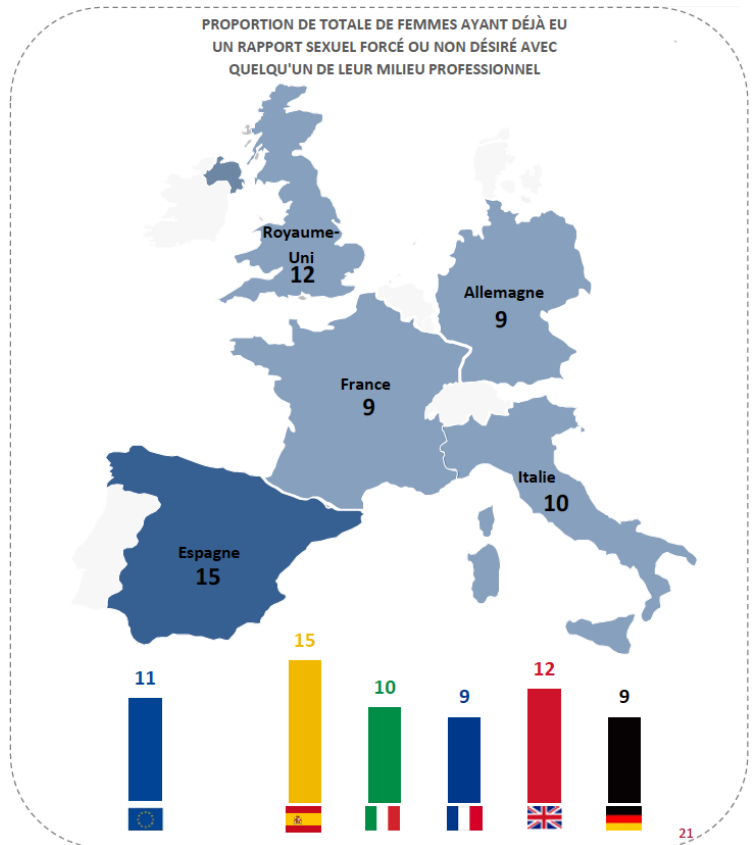 PROPORTION DE TOTALE DE FEMMES AYANT DÉJÀ EU
UN RAPPORT SEXUEL FORCÉ OU NON DÉSIRÉ AVEC
QUELQU'UN DE LEUR MILIEU PROFESSIONNEL
Royaume-
Uni
12
Allemagne
9
France
9
Italie
10
Espagne
15
11
15
10
9
12
9
21